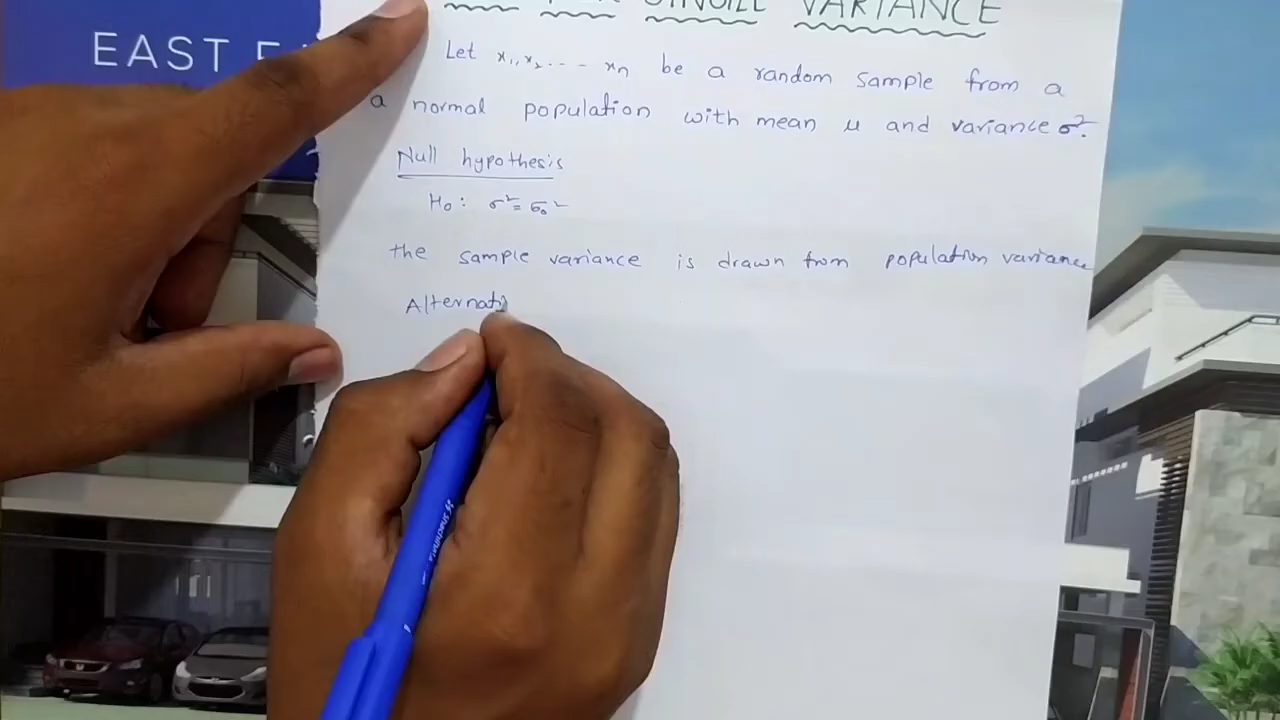 VARIANCE
EAST
Let x₁, x₂ ---- xn be a random sample from a
a normal population with mean μ and variance σ².
Null hypothesis
H₀: σ² = σ₀²
the sample variance is drawn from population variance
Alternati